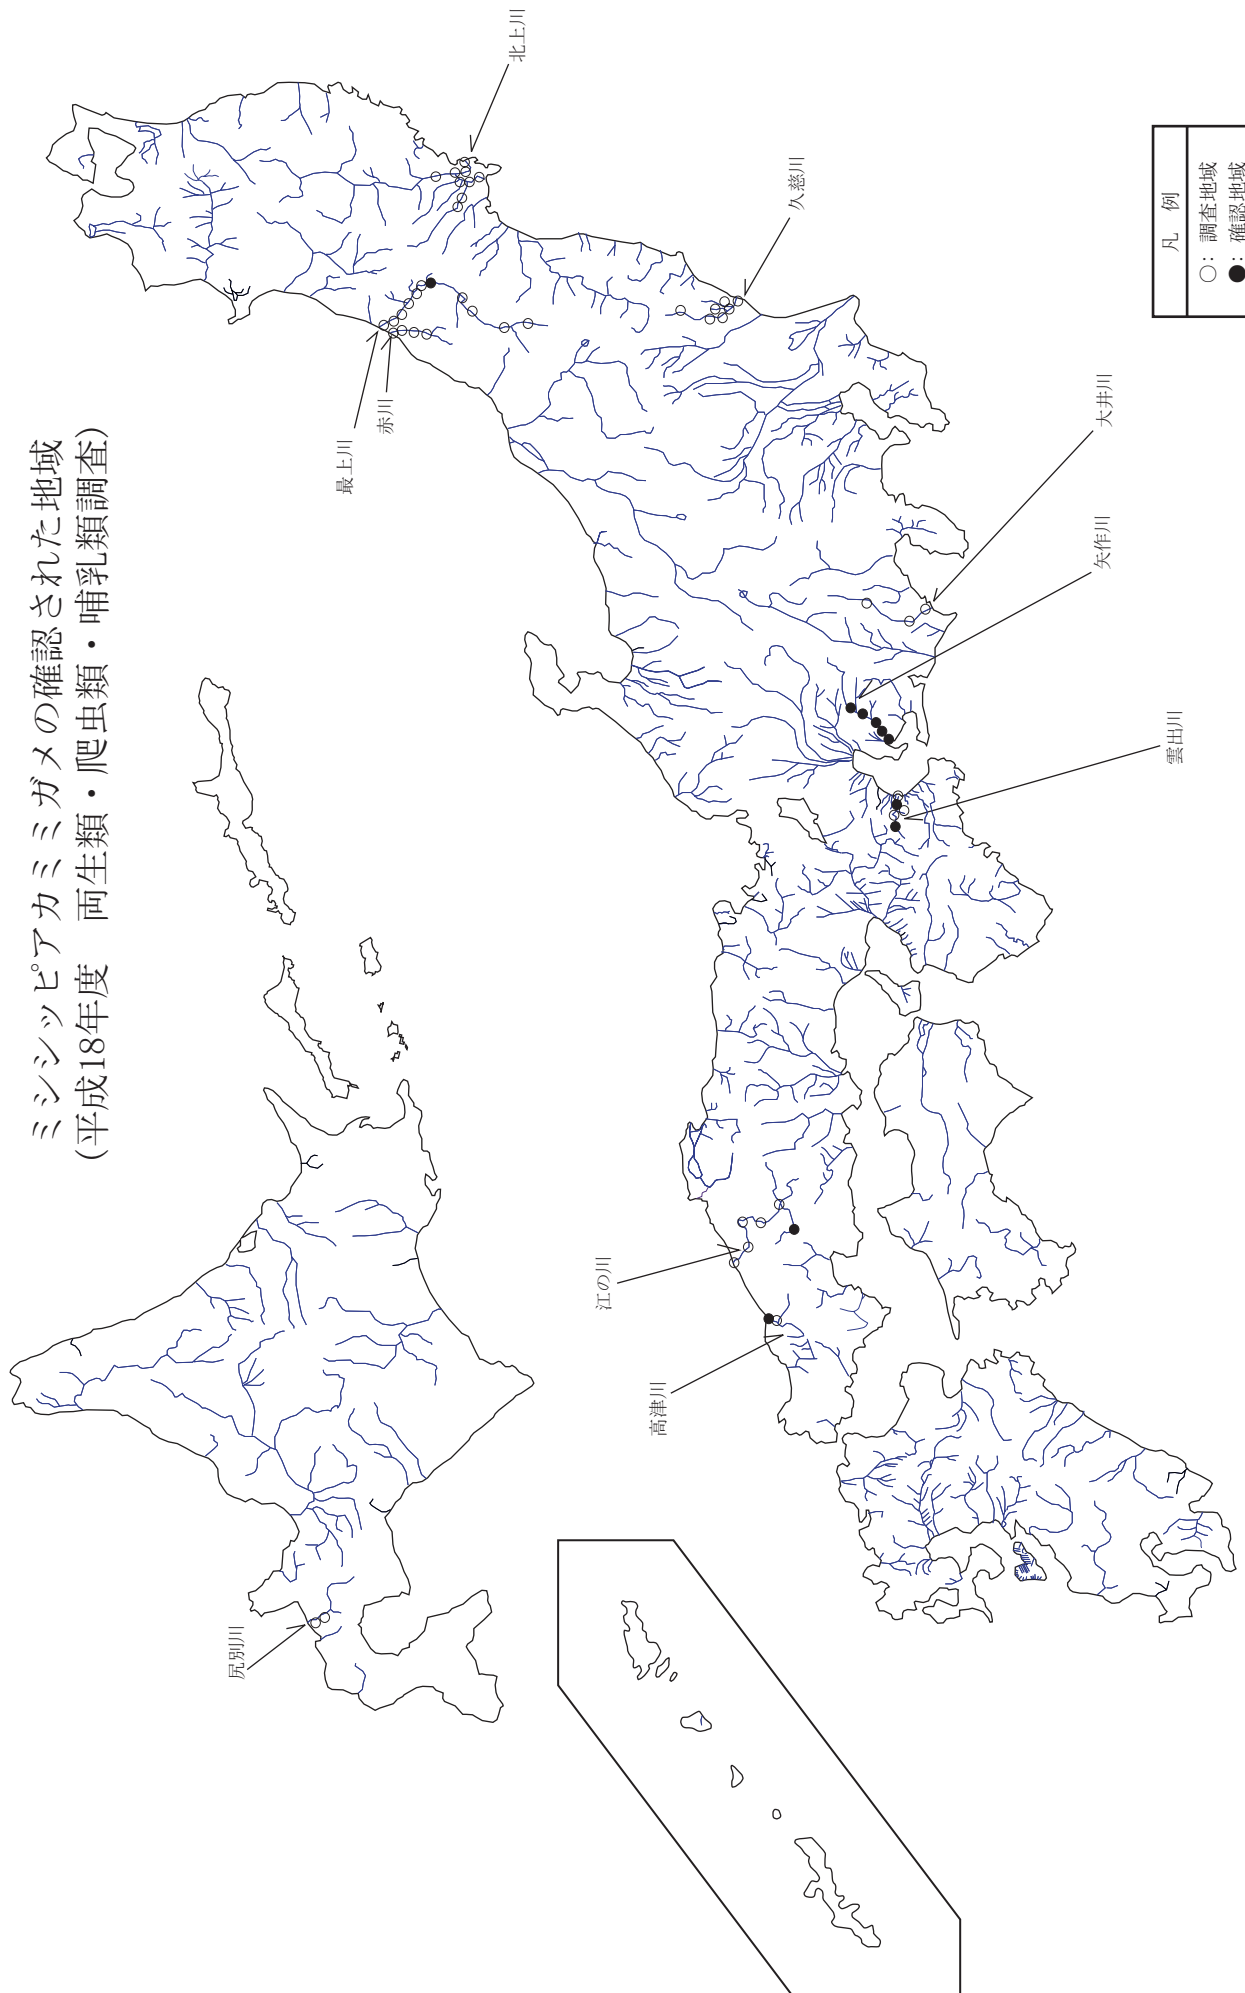 ミシシッピアカミミガメの確認された地域
(平成18年度　両生類・爬虫類・哺乳類調査)
尻別川
北上川
最上川
赤川
久慈川
大井川
矢作川
雲出川
江の川
高津川
凡　例
○：調査地域
●：確認地域